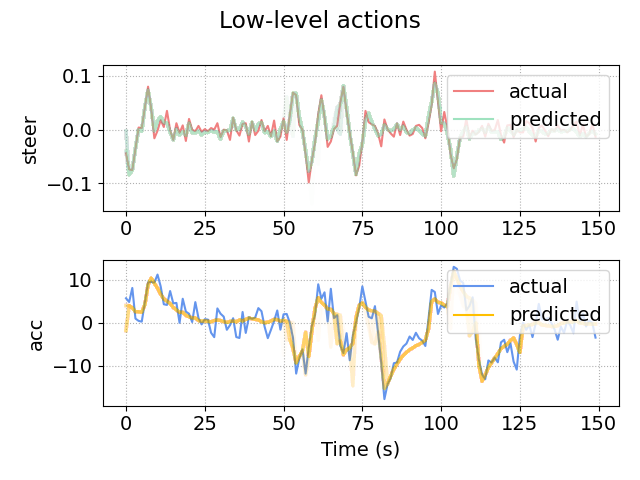 Low-level actions
0.1
0.0
−0.1
steer
actual
predicted
0 25 50 75 100 125 150
10
0
−10
acc
actual
predicted
0 25 50 75 100 125 150
Time (s)